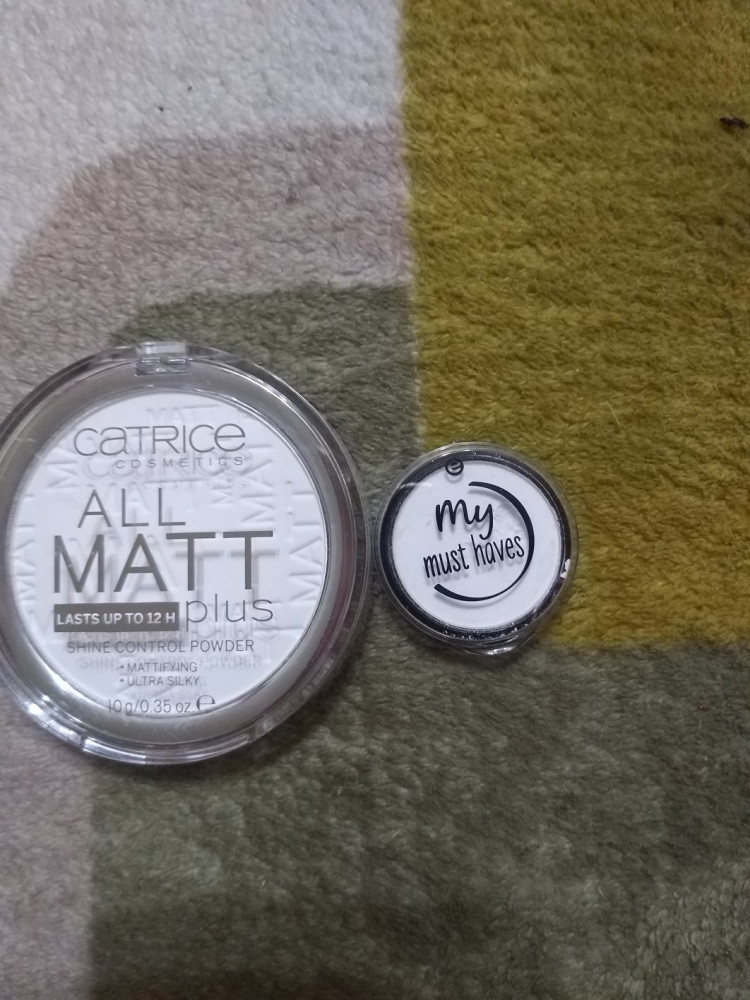 CATRICE
COSMETICS
ALL
MATT
LASTS UP TO 12 H plus
SHINE CONTROL POWDER
• MATTIFYING
• ULTRA SILKY
10g/0.35 oz. ℮
my
must haves